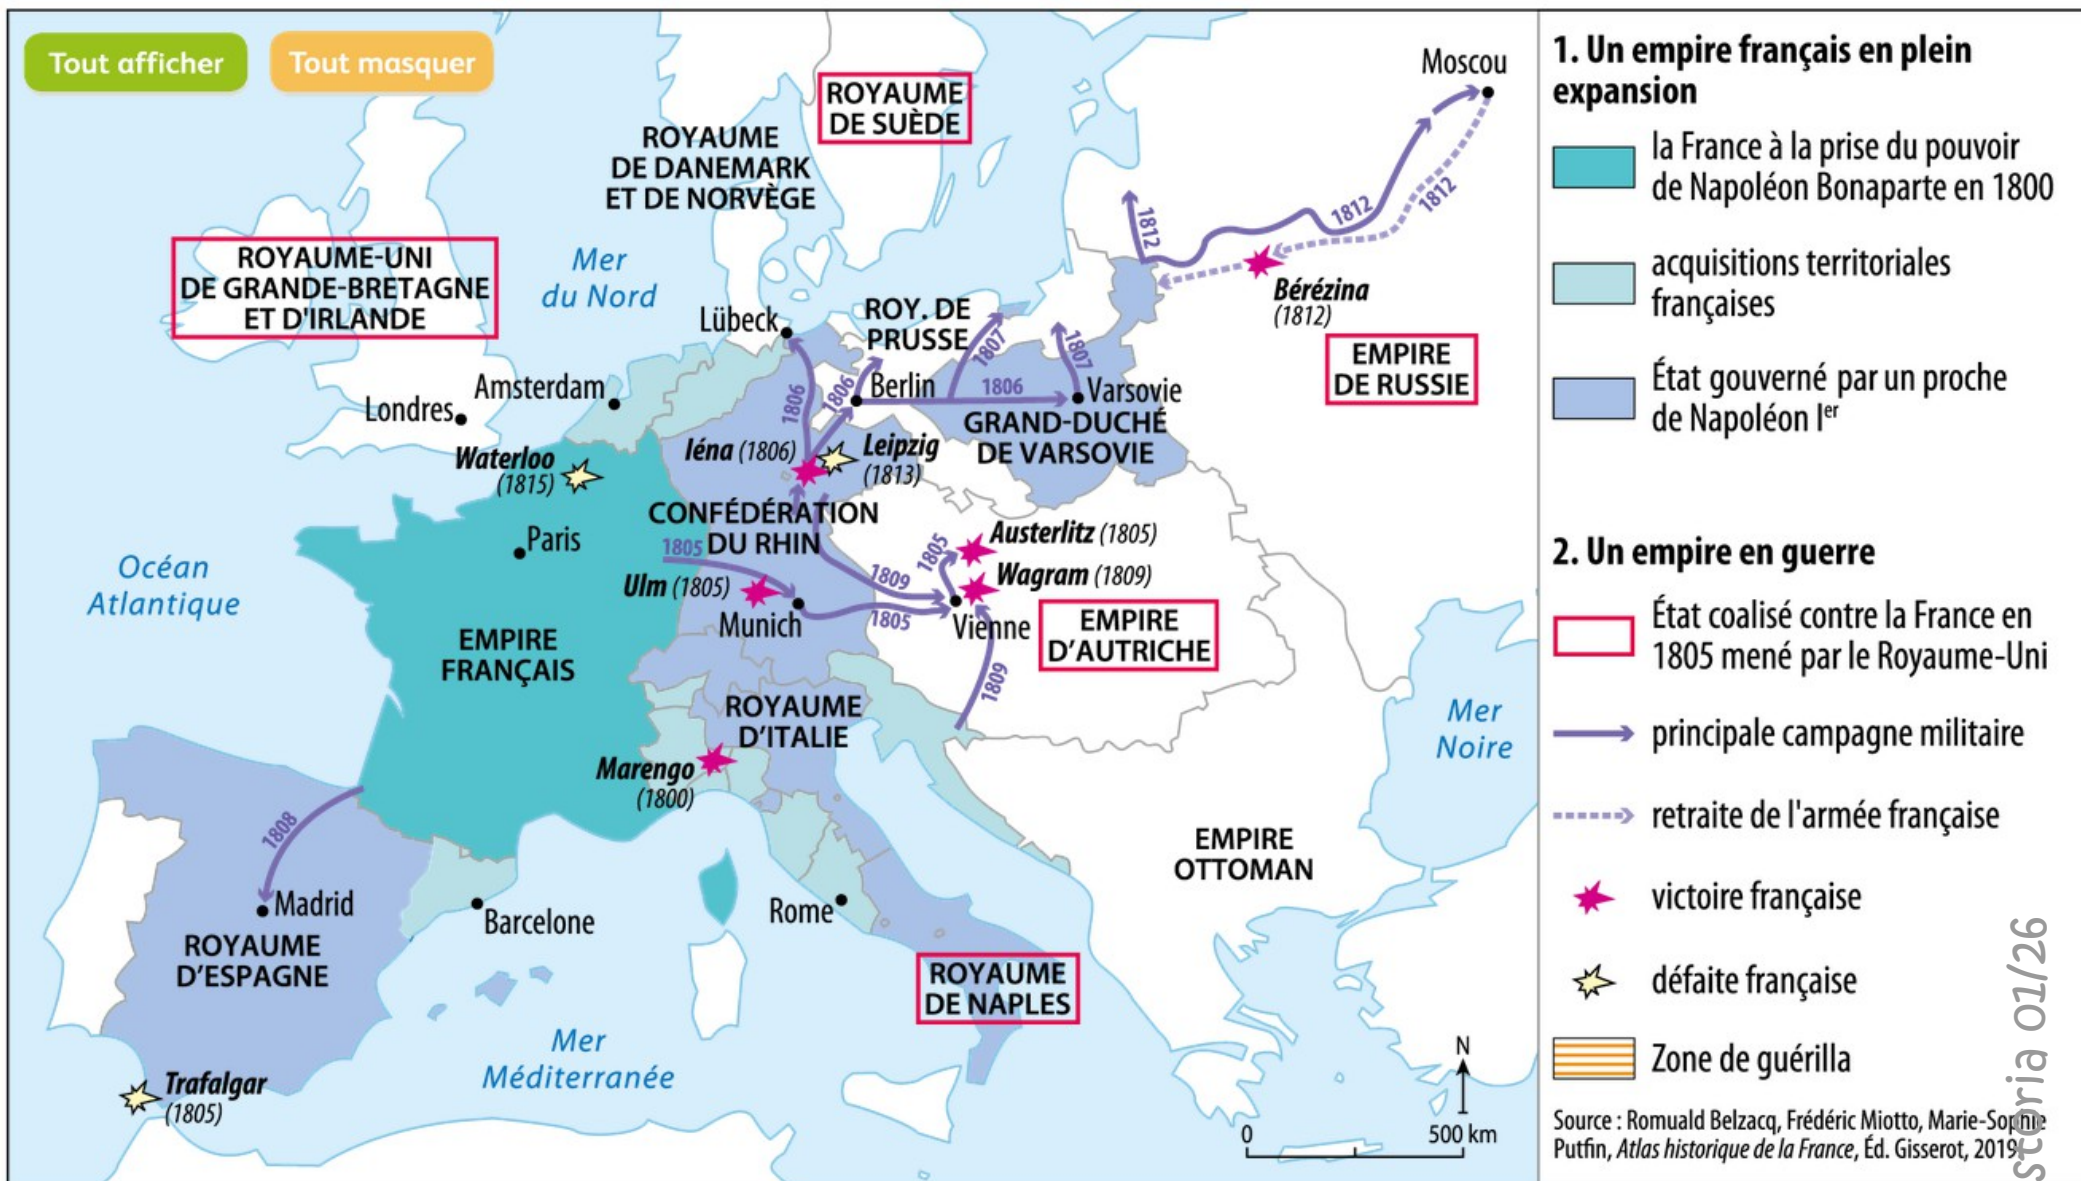 Tout afficher
Tout masquer
Moscou
ROYAUME
DE SUÈDE
ROYAUME
DE DANEMARK
ET DE NORVÈGE
1812
1812
1812
ROYAUME-UNI
DE GRANDE-BRETAGNE
ET D'IRLANDE
Mer
du Nord
Bérézina
(1812)
Lübeck
ROY. DE
PRUSSE
1807
1807
EMPIRE
DE RUSSIE
Amsterdam
Londres
1806
1806
Berlin
1806
Varsovie
GRAND-DUCHÉ
DE VARSOVIE
Waterloo
(1815)
Iéna (1806)
Leipzig
(1813)
CONFÉDÉRATION
DU RHIN
Paris
1805
Austerlitz (1805)
1805
Océan
Atlantique
Ulm (1805)
1809
Wagram (1809)
Munich
1805
Vienne
EMPIRE
D'AUTRICHE
EMPIRE
FRANÇAIS
1809
ROYAUME
D'ITALIE
Mer
Noire
Marengo
(1800)
1808
EMPIRE
OTTOMAN
Madrid
Barcelone
Rome
ROYAUME
D'ESPAGNE
ROYAUME
DE NAPLES
Mer
Méditerranée
Trafalgar
(1805)
N
0
500 km
1. Un empire français en plein
expansion
la France à la prise du pouvoir
de Napoléon Bonaparte en 1800
acquisitions territoriales
françaises
État gouverné par un proche
de Napoléon Ier
2. Un empire en guerre
État coalisé contre la France en
1805 mené par le Royaume-Uni
principale campagne militaire
retraite de l'armée française
victoire française
défaite française
Zone de guérilla
Source : Romuald Belzacq, Frédéric Miotto, Marie-Sophie
Putfin, Atlas historique de la France, Éd. Gisserot, 2019
storia 01/26